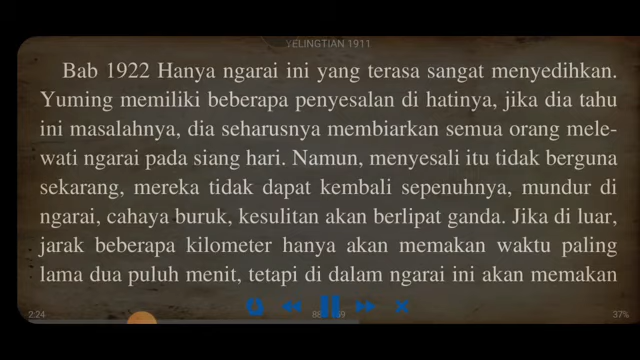 YELINGTIAN 1911
Bab 1922 Hanya ngarai ini yang terasa sangat menyedihkan.
Yuming memiliki beberapa penyesalan di hatinya, jika dia tahu
ini masalahnya, dia seharusnya membiarkan semua orang mele-
wati ngarai pada siang hari. Namun, menyesali itu tidak berguna
sekarang, mereka tidak dapat kembali sepenuhnya, mundur di
ngarai, cahaya buruk, kesulitan akan berlipat ganda. Jika di luar,
jarak beberapa kilometer hanya akan memakan waktu paling
lama dua puluh menit, tetapi di dalam ngarai ini akan memakan
2:24
37%